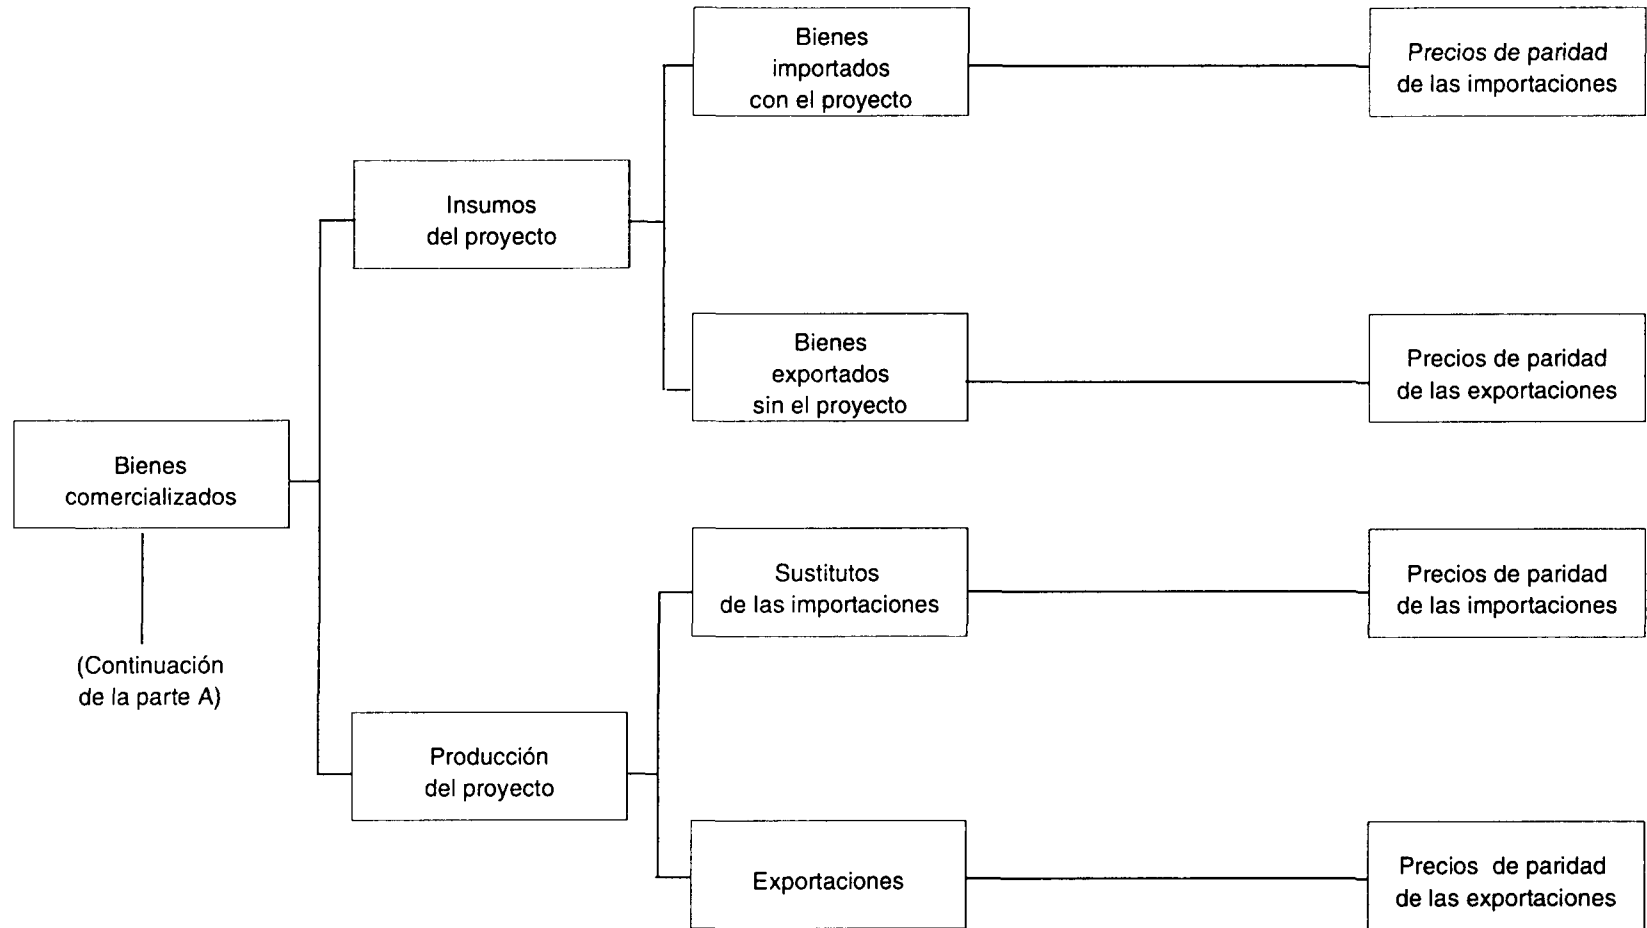 Bienes
importados
con el proyecto
Precios de paridad
de las importaciones
Insumos
del proyecto
Bienes
exportados
sin el proyecto
Precios de paridad
de las exportaciones
Bienes
comercializados
(Continuación
de la parte A)
Sustitutos
de las importaciones
Precios de paridad
de las importaciones
Producción
del proyecto
Exportaciones
Precios de paridad
de las exportaciones